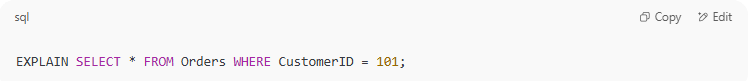 sql Copy Edit
EXPLAIN SELECT * FROM Orders WHERE CustomerID = 101;